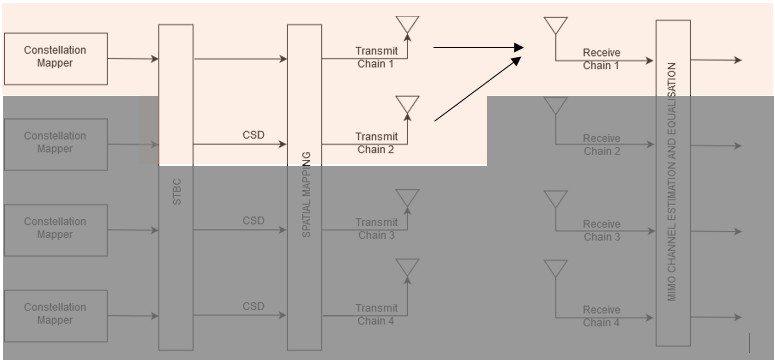 Constellation
Mapper
Transmit
Chain 1
Receive
Chain 1
Constellation
Mapper
CSD
Transmit
Chain 2
Receive
Chain 2
STBC
SPATIAL MAPPING
MIMO CHANNEL ESTIMATION AND EQUALISATION
Constellation
Mapper
CSD
Transmit
Chain 3
Receive
Chain 3
Constellation
Mapper
CSD
Transmit
Chain 4
Receive
Chain 4